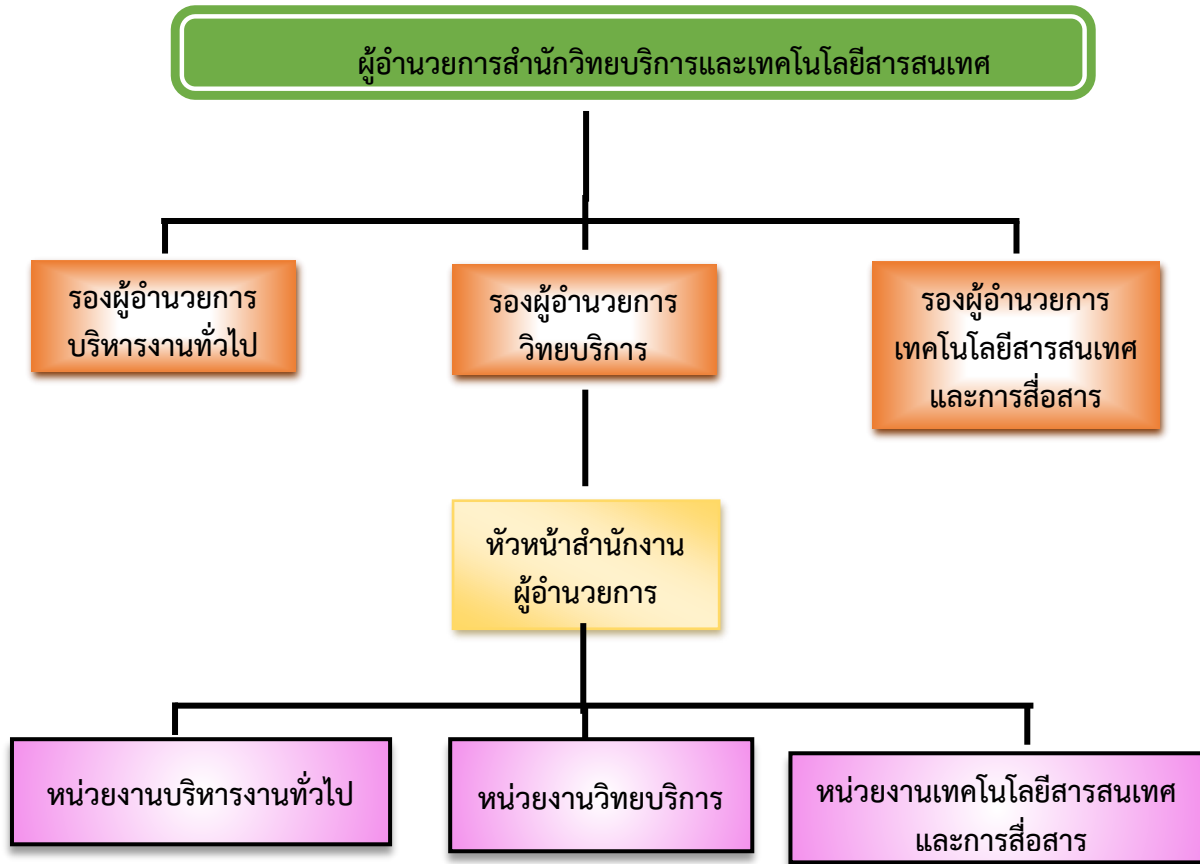 ผู้อำนวยการสำนักวิทยบริการและเทคโนโลยีสารสนเทศ
รองผู้อำนวยการ
บริหารงานทั่วไป
รองผู้อำนวยการ
วิทยบริการ
รองผู้อำนวยการ
เทคโนโลยีสารสนเทศ
และการสื่อสาร
หัวหน้าสำนักงาน
ผู้อำนวยการ
หน่วยงานบริหารงานทั่วไป
หน่วยงานวิทยบริการ
หน่วยงานเทคโนโลยีสารสนเทศ
และการสื่อสาร